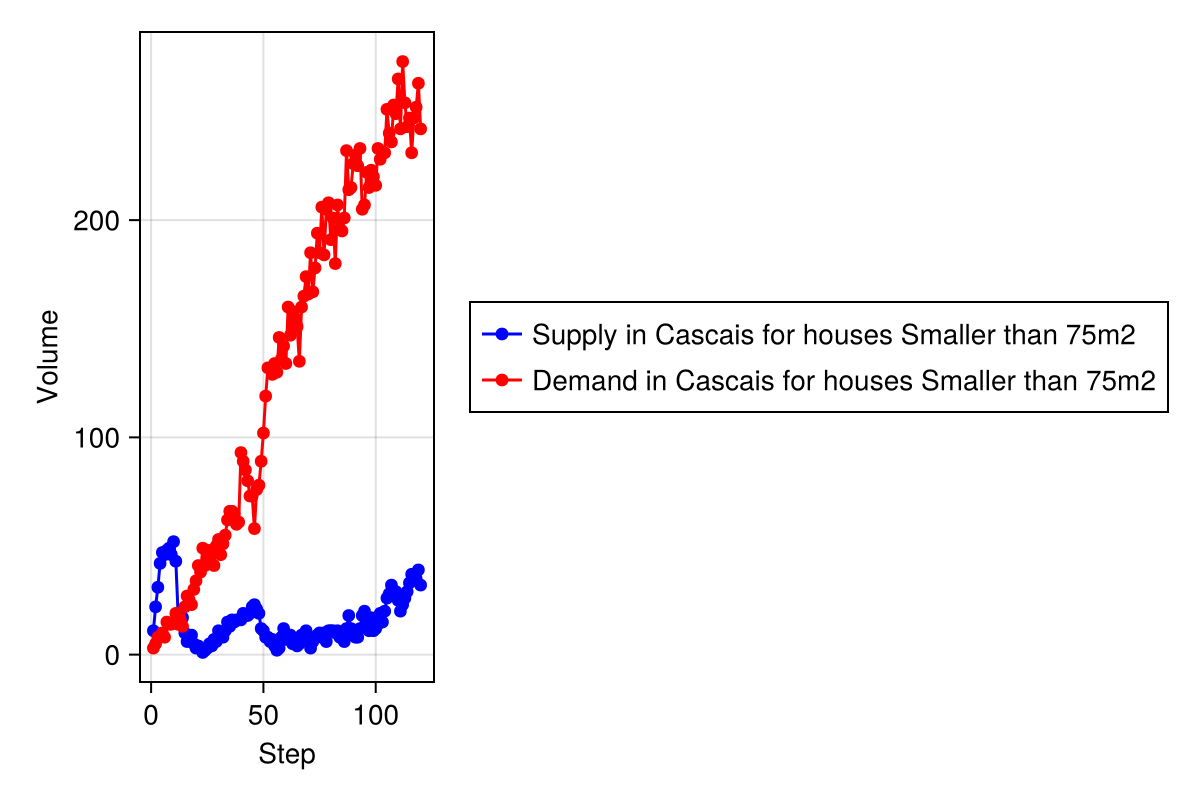 Volume
200
100
0
0 50 100
Step
Supply in Cascais for houses Smaller than 75m2
Demand in Cascais for houses Smaller than 75m2